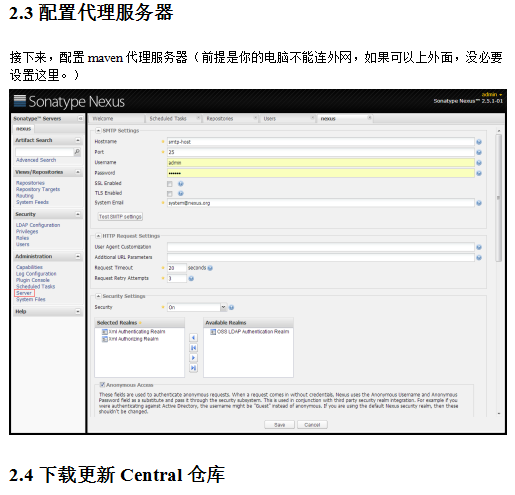 2.3 配置代理服务器
接下来，配置 maven 代理服务器（前提是你的电脑不能连外网，如果可以上外面，没必要
设置这里。）
Sonatype Nexus
admin
Sonatype Nexus™ 2.5.1-01
Sonatype™ Servers
nexus
Artifact Search
Advanced Search
Views/Repositories
Repositories
Repository Targets
Routing
System Feeds
Security
LDAP Configuration
Privileges
Roles
Users
Administration
Capabilities
Log Configuration
Plugin Console
Scheduled Tasks
Server
System Files
Help
Welcome Scheduled Tasks Repositories Users nexus
SMTP Settings
Hostname smtp-host
Port 25
Username admin
Password ••••••
SSL Enabled
TLS Enabled
System Email system@nexus.org
Test SMTP settings
HTTP Request Settings
User Agent Customization
Additional URL Parameters
Request Timeout 20 seconds
Request Retry Attempts 3
Security Settings
Security On
Selected Realms Available Realms
Xml Authenticating Realm OSS LDAP Authentication Realm
Xml Authorizing Realm
Anonymous Access
These fields are used to authenticate anonymous requests. When a request comes in without credentials, Nexus uses the Anonymous Username and Anonymous
Password field as a substitute and pass it through the security subsystem. This is used in conjunction with third party security realm integration. For example if you
were authenticating against Active Directory, the username might be "Guest" instead of anonymous. If you are using the default Nexus security realm, then these
shouldn't be changed.
Save Cancel
2.4 下载更新 Central 仓库